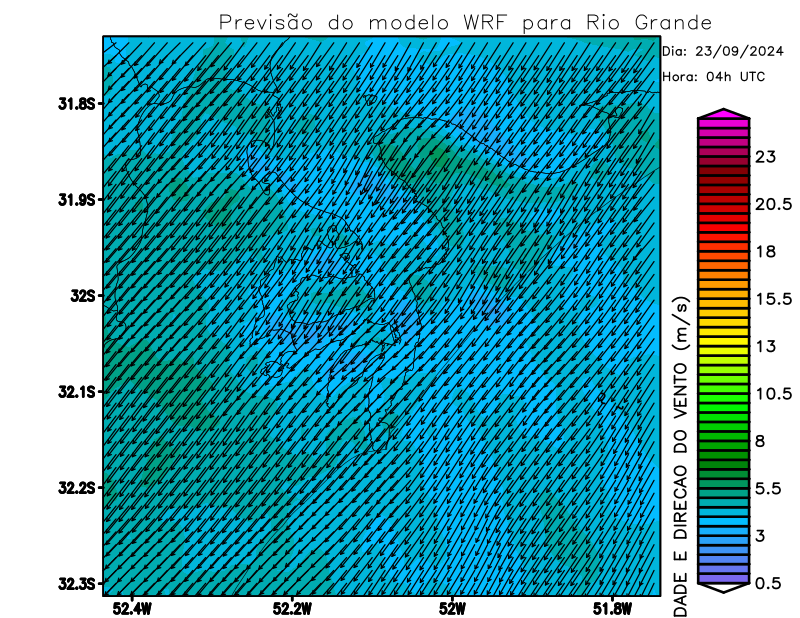 Previsão do modelo WRF para Rio Grande
Dia: 23/09/2024
Hora: 04h UTC
31.8S
31.9S
32S
32.1S
32.2S
32.3S
52.4W
52.2W
52W
51.8W
23
20.5
18
15.5
13
10.5
8
5.5
3
0.5
DADE E DIRECAO DO VENTO (m/s)